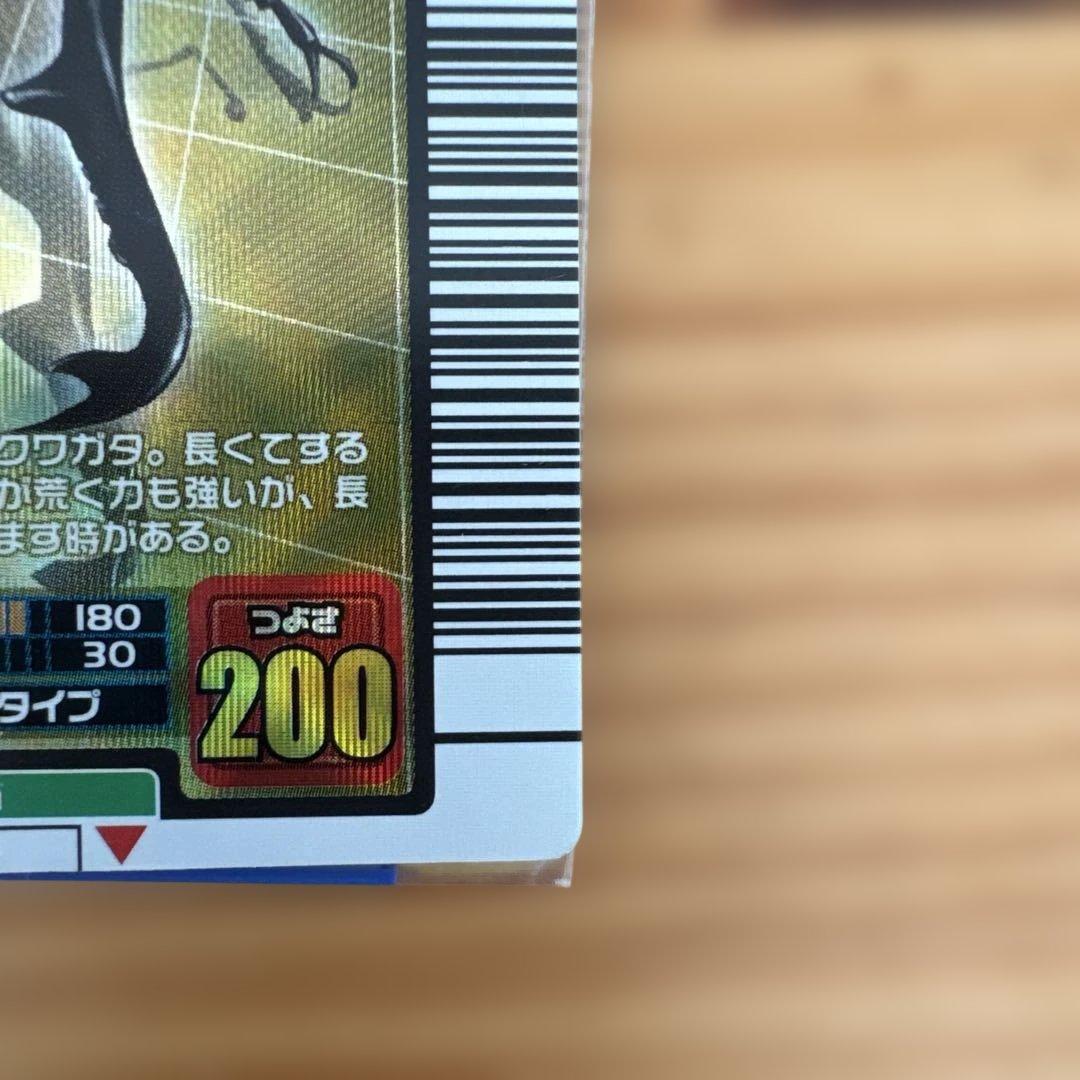 クワガタ。長くてする
が荒く力も強いが、長
ます時がある。
180
30
タイプ
つよさ
200